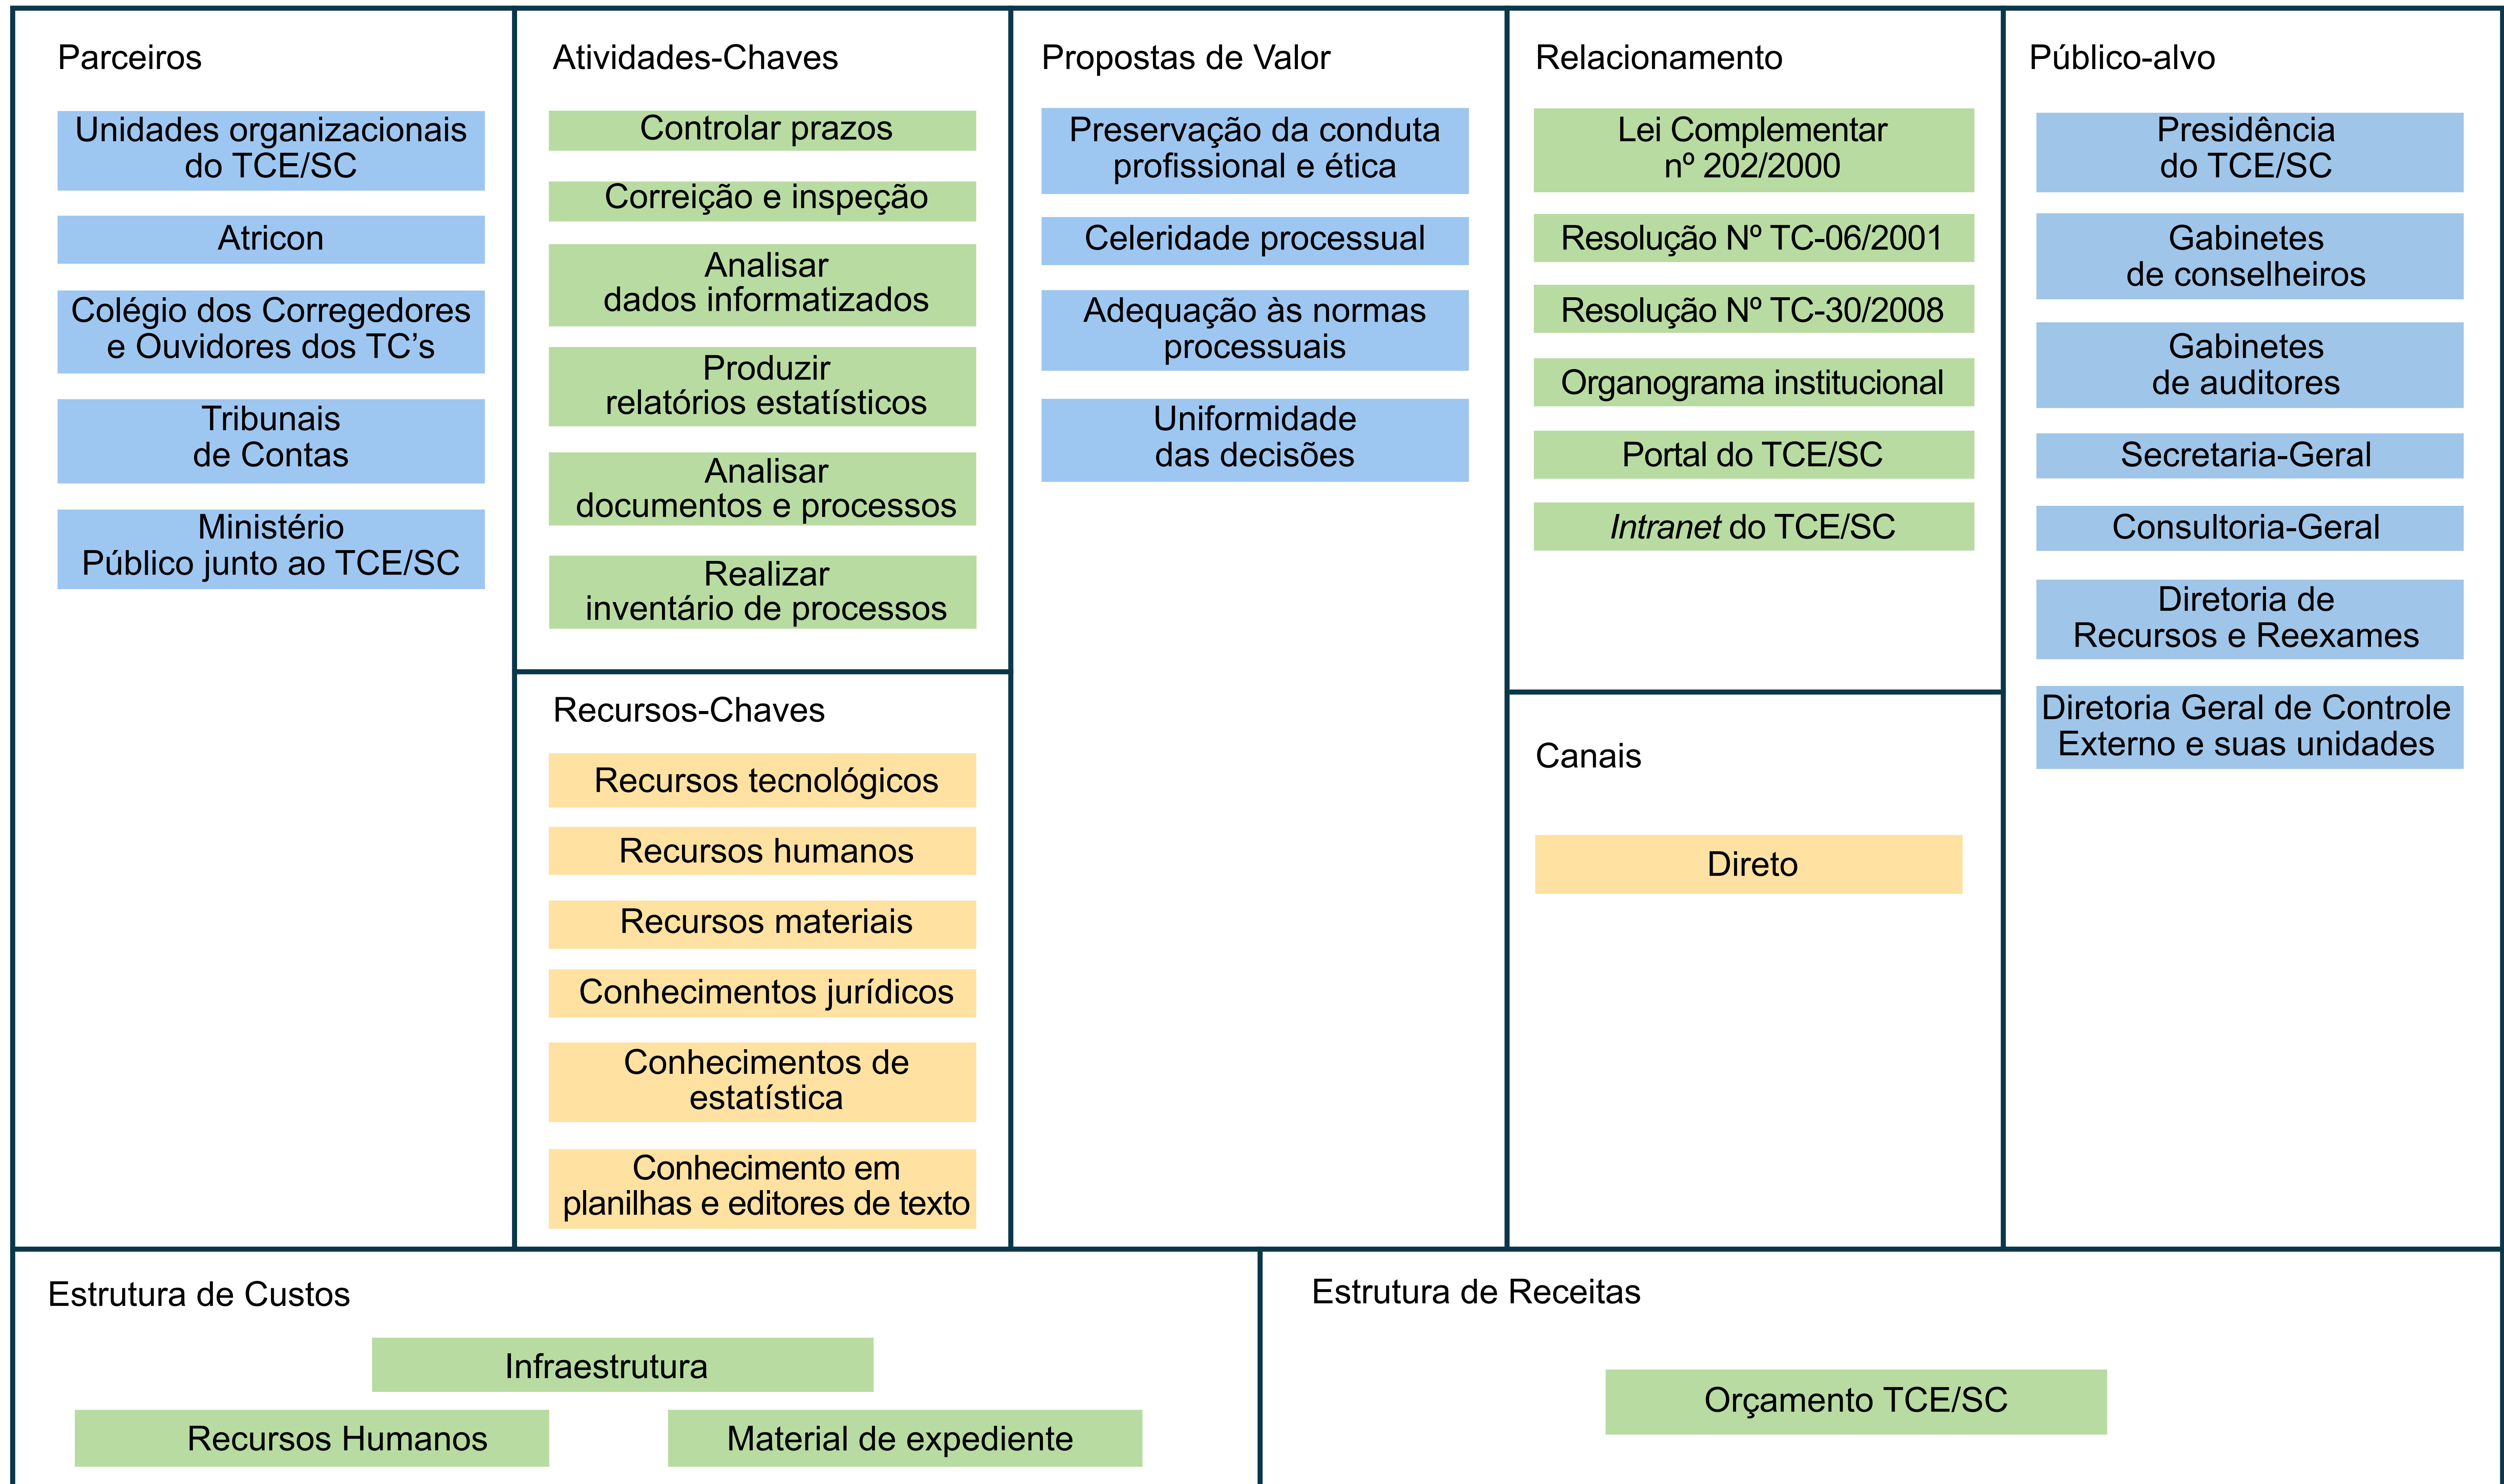 Parceiros
Unidades organizacionais
do TCE/SC
Atricon
Colégio dos Corregedores
e Ouvidores dos TC’s
Tribunais
de Contas
Ministério
Público junto ao TCE/SC
Atividades-Chaves
Controlar prazos
Correição e inspeção
Analisar
dados informatizados
Produzir
relatórios estatísticos
Analisar
documentos e processos
Realizar
inventário de processos
Recursos-Chaves
Recursos tecnológicos
Recursos humanos
Recursos materiais
Conhecimentos jurídicos
Conhecimentos de
estatística
Conhecimento em
planilhas e editores de texto
Propostas de Valor
Preservação da conduta
profissional e ética
Celeridade processual
Adequação às normas
processuais
Uniformidade
das decisões
Relacionamento
Lei Complementar
nº 202/2000
Resolução Nº TC-06/2001
Resolução Nº TC-30/2008
Organograma institucional
Portal do TCE/SC
Intranet do TCE/SC
Canais
Direto
Público-alvo
Presidência
do TCE/SC
Gabinetes
de conselheiros
Gabinetes
de auditores
Secretaria-Geral
Consultoria-Geral
Diretoria de
Recursos e Reexames
Diretoria Geral de Controle
Externo e suas unidades
Estrutura de Custos
Infraestrutura
Recursos Humanos
Material de expediente
Estrutura de Receitas
Orçamento TCE/SC